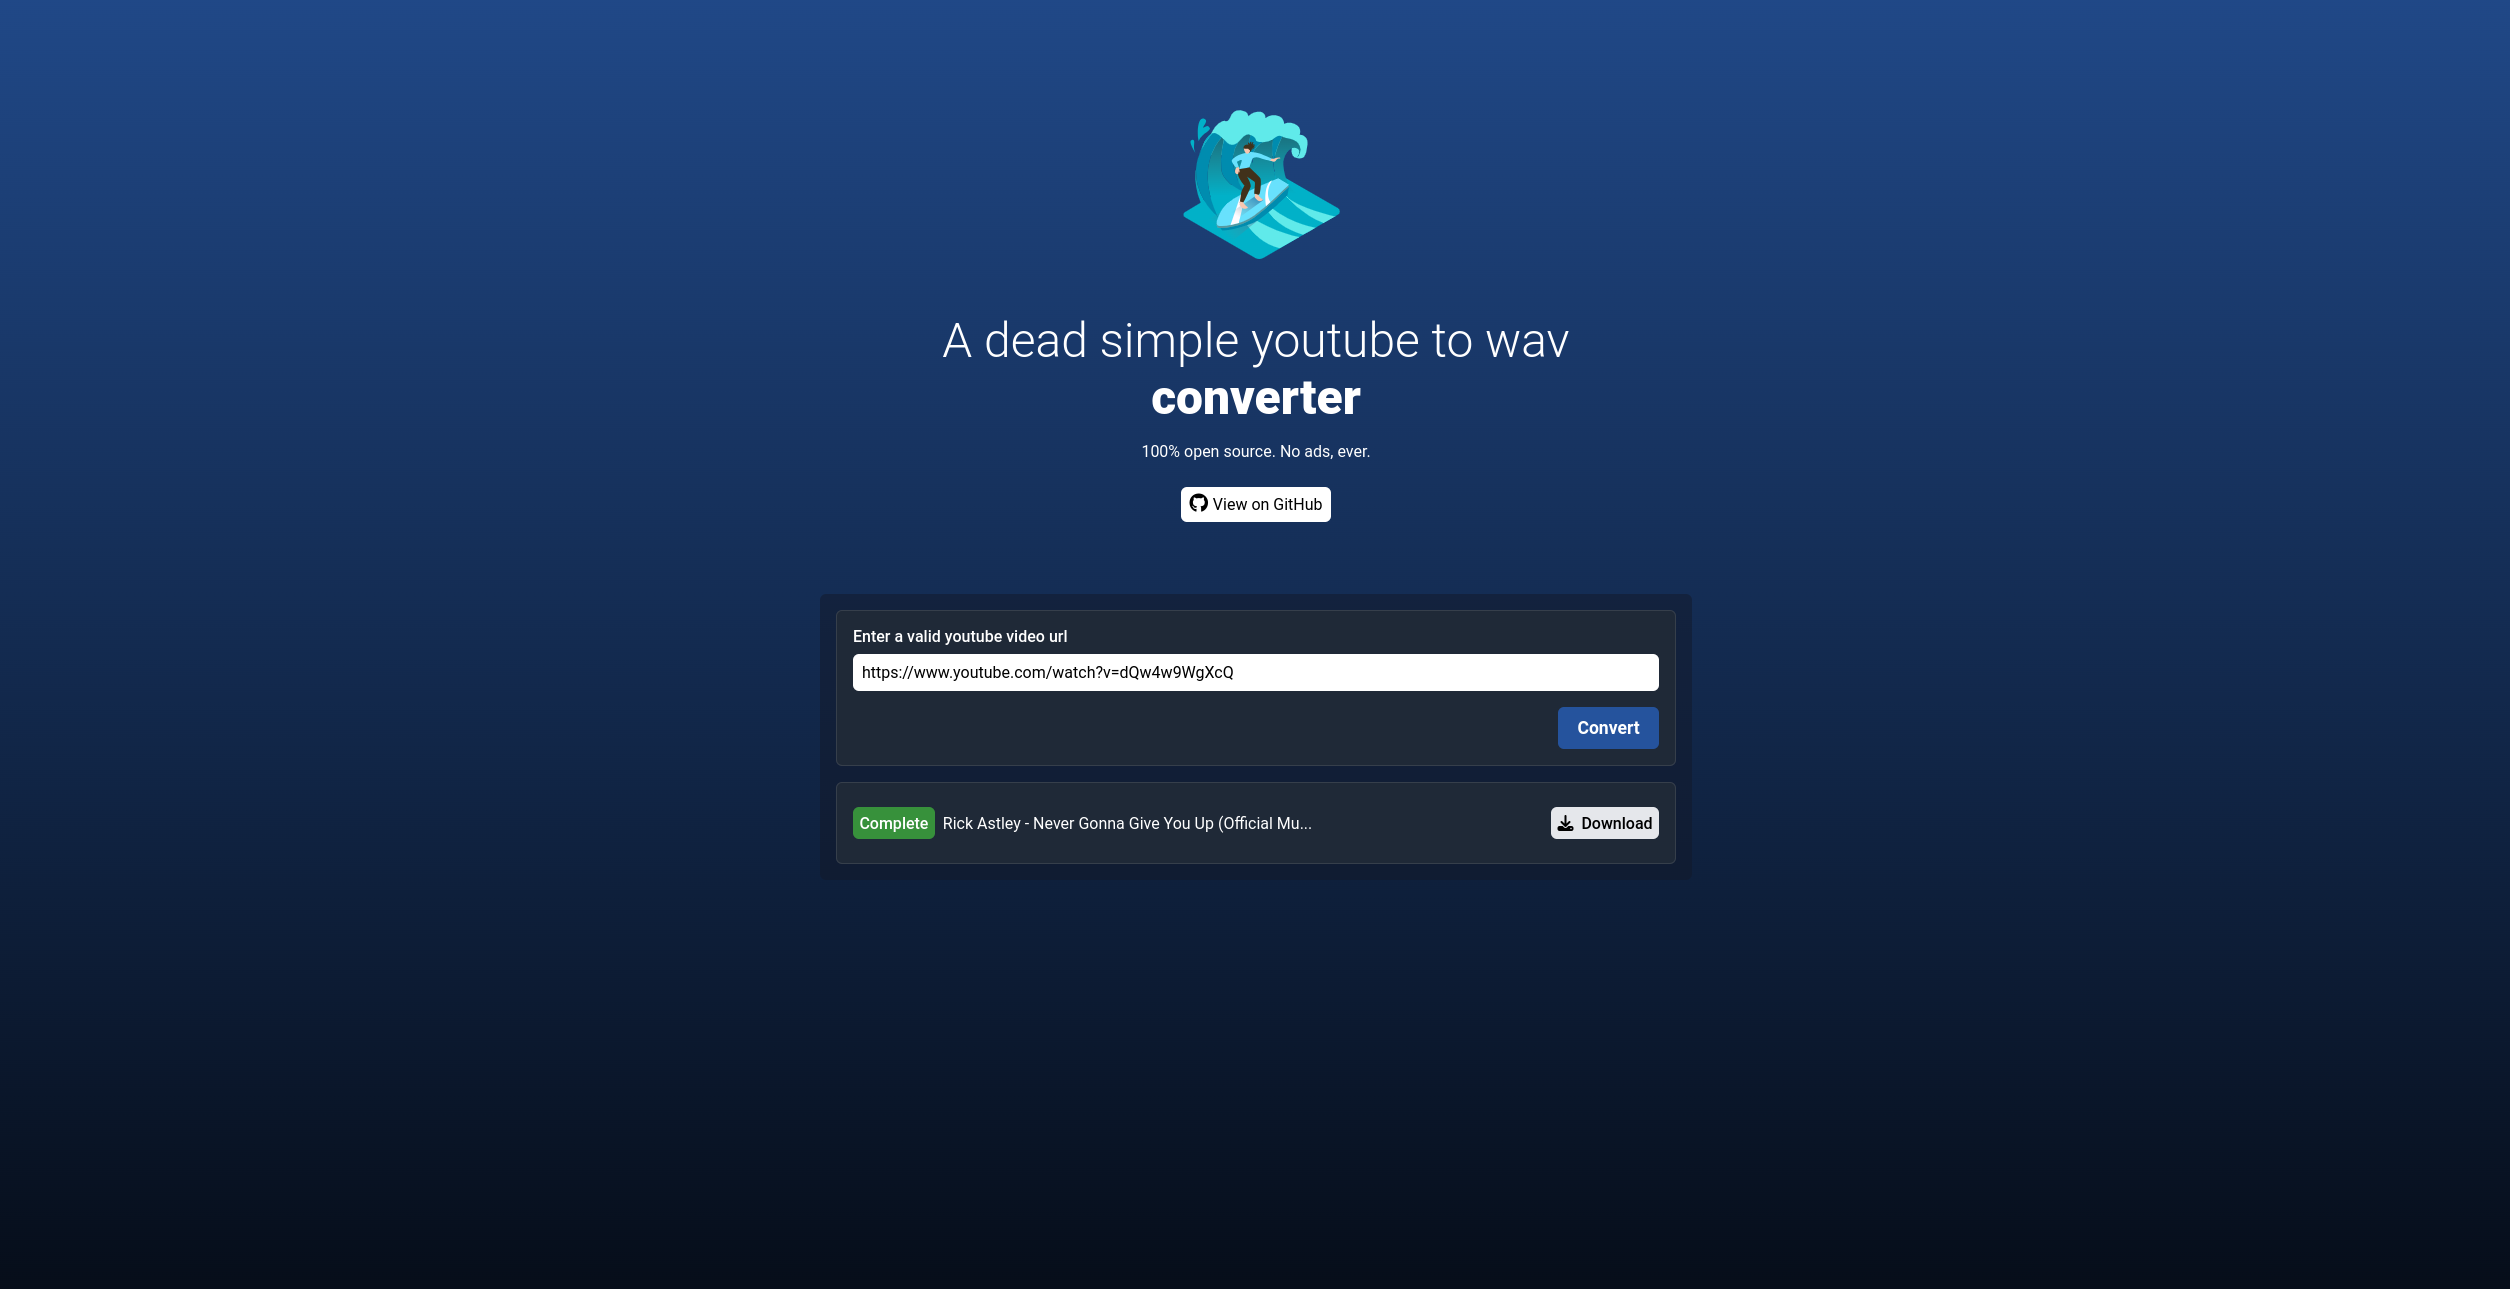 A dead simple youtube to wav
converter
100% open source. No ads, ever.
View on GitHub
Enter a valid youtube video url
https://www.youtube.com/watch?v=dQw4w9WgXcQ
Convert
Complete Rick Astley - Never Gonna Give You Up (Official Mu... Download